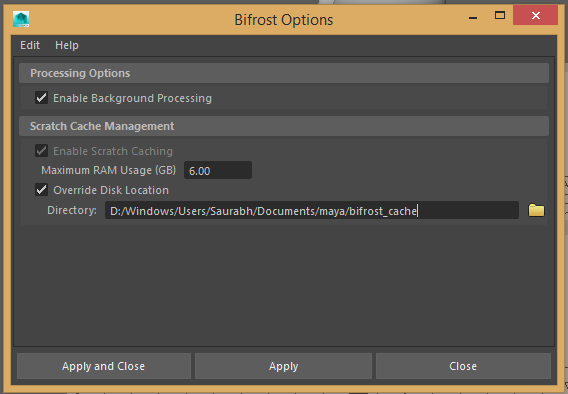 Bifrost Options
Edit Help
Processing Options
Enable Background Processing
Scratch Cache Management
Enable Scratch Caching
Maximum RAM Usage (GB) 6.00
Override Disk Location
Directory: D:/Windows/Users/Saurabh/Documents/maya/bifrost_cache
Apply and Close Apply Close